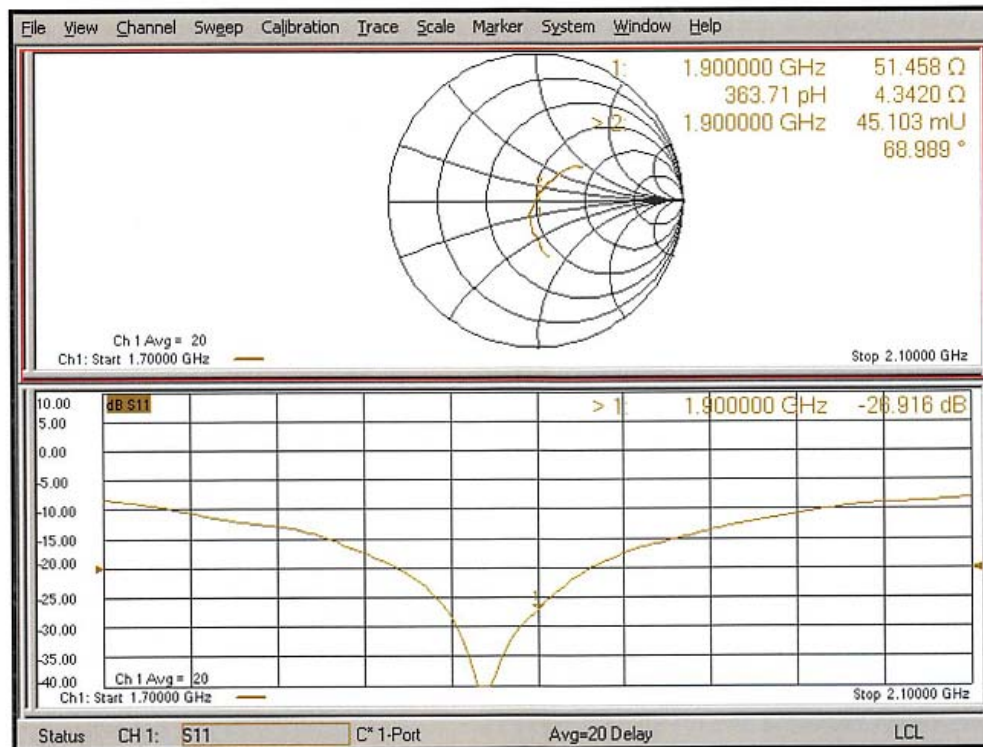 File View Channel Sweep Calibration Trace Scale Marker System Window Help
1: 1.900000 GHz 51.458 Ω
363.71 pH 4.3420 Ω
> 2: 1.900000 GHz 45.103 mU
68.989 °
Ch 1 Avg = 20
Ch1: Start 1.70000 GHz Stop 2.10000 GHz
10.00 dB S11 > 1: 1.900000 GHz -26.916 dB
5.00
0.00
-5.00
-10.00
-15.00
-20.00
-25.00 1
-30.00
-35.00
-40.00 Ch 1 Avg = 20
Ch1: Start 1.70000 GHz Stop 2.10000 GHz
Status CH 1: S11 C* 1-Port Avg=20 Delay LCL